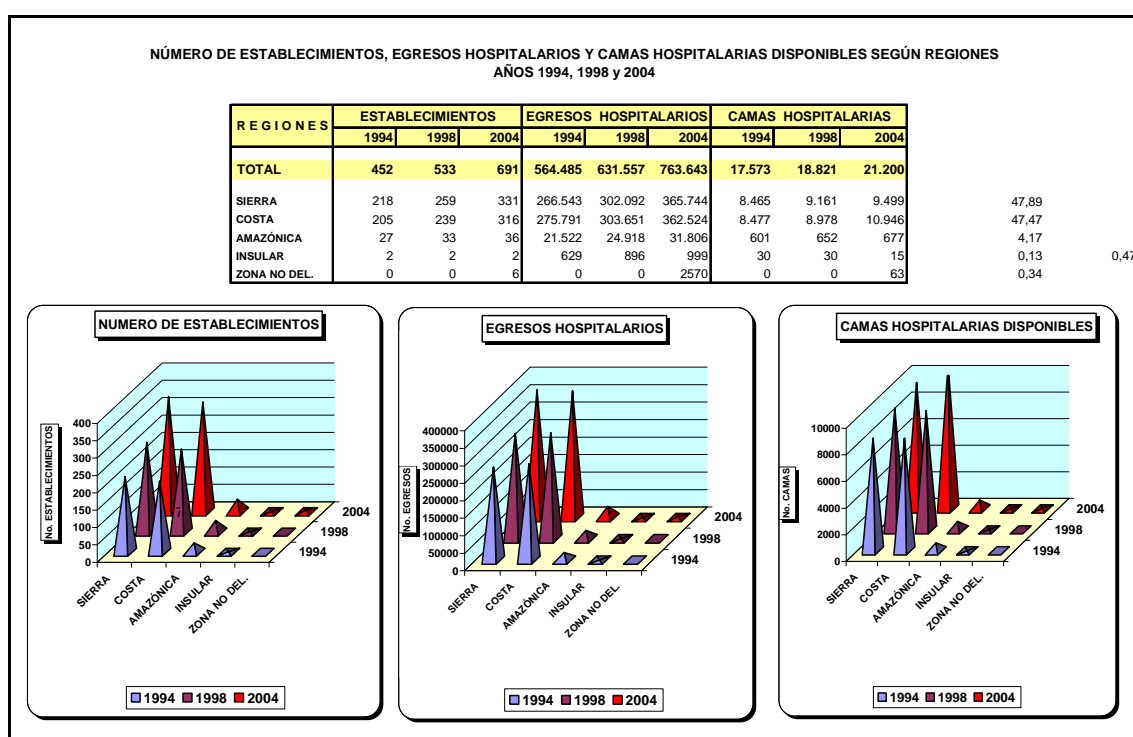 NÚMERO DE ESTABLECIMIENTOS, EGRESOS HOSPITALARIOS Y CAMAS HOSPITALARIAS DISPONIBLES SEGÚN REGIONES
AÑOS 1994, 1998 y 2004
REGIONES ESTABLECIMIENTOS EGRESOS HOSPITALARIOS CAMAS HOSPITALARIAS
1994 1998 2004 1994 1998 2004 1994 1998 2004
TOTAL 452 533 691 564.485 631.557 763.643 17.573 18.821 21.200
SIERRA 218 259 331 266.543 302.092 365.744 8.465 9.161 9.499 47,89
COSTA 205 239 316 275.791 303.651 362.524 8.477 8.978 10.946 47,47
AMAZÓNICA 27 33 36 21.522 24.918 31.806 601 652 677 4,17
INSULAR 2 2 2 629 896 999 30 30 15 0,13 0,47
ZONA NO DEL. 0 0 6 0 0 2570 0 0 63 0,34
NUMERO DE ESTABLECIMIENTOS
No. ESTABLECIMIENTOS
400
350
300
250
200
150
100
50
0
SIERRA
COSTA
AMAZÓNICA
INSULAR
ZONA NO DEL.
1994
1998
2004
1994 1998 2004
EGRESOS HOSPITALARIOS
No. EGRESOS
400000
350000
300000
250000
200000
150000
100000
50000
0
SIERRA
COSTA
AMAZÓNICA
INSULAR
ZONA NO DEL.
1994
1998
2004
1994 1998 2004
CAMAS HOSPITALARIAS DISPONIBLES
No. CAMAS
10000
8000
6000
4000
2000
0
SIERRA
COSTA
AMAZÓNICA
INSULAR
ZONA NO DEL.
1994
1998
2004
1994 1998 2004